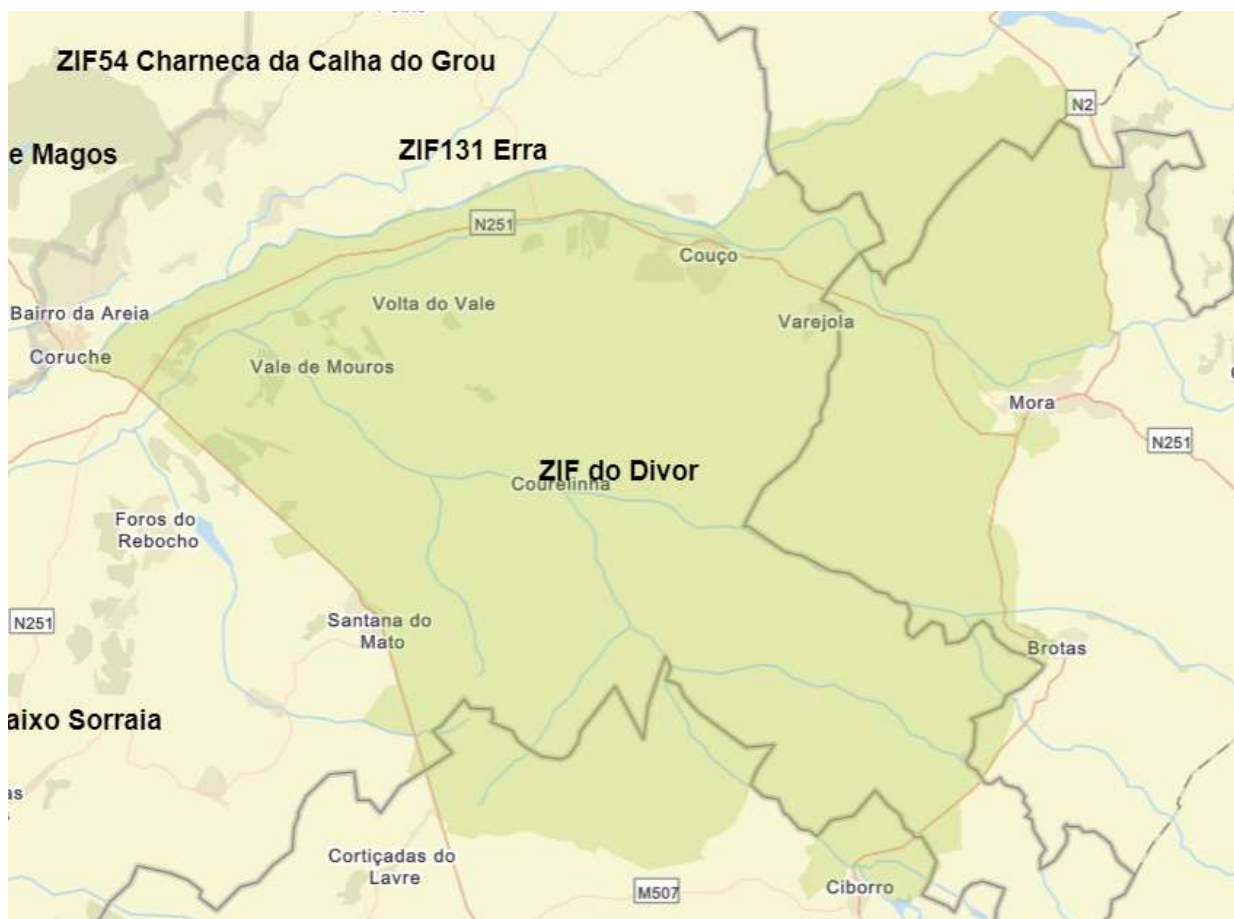 ZIF54 Charneca da Calha do Grou
N2
e Magos
ZIF131 Erra
N251
Couço
Bairro da Areia
Volta do Vale
Varejola
Coruche
Vale de Mouros
Mora
N251
ZIF do Divor
Courelinha
Foros do
Rebocho
N251
Santana do
Mato
Brotas
aixo Sorraia
as
Cortiçadas do
Lavre
M507
Ciborro